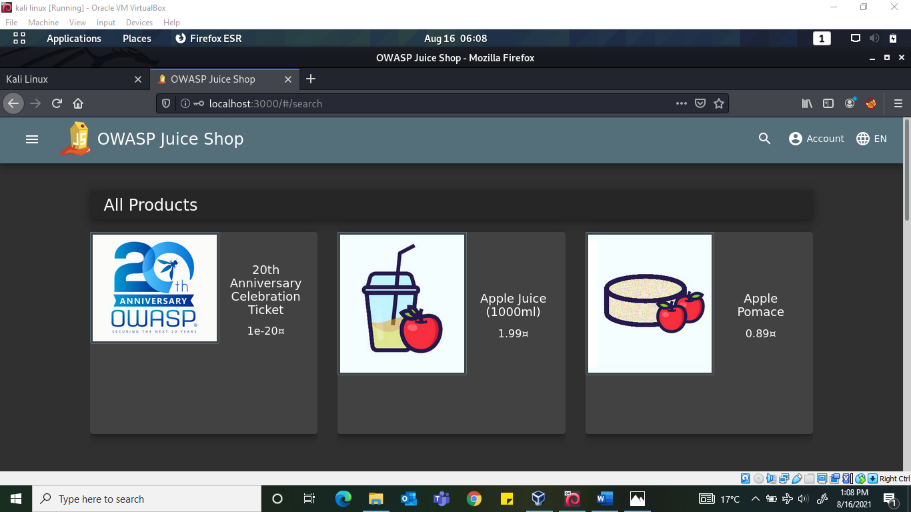 kali linux [Running] - Oracle VM VirtualBox
File Machine View Input Devices Help
Applications Places Firefox ESR Aug 16 06:08 1
OWASP Juice Shop - Mozilla Firefox
Kali Linux OWASP Juice Shop
localhost:3000/#/search
JS OWASP Juice Shop Account EN
All Products
20th
ANNIVERSARY
OWASP
SECURING THE NEXT 20 YEARS
20th
Anniversary
Celebration
Ticket
1e-20¤
Apple Juice
(1000ml)
1.99¤
Apple
Pomace
0.89¤
Right Ctrl
Type here to search
17°C
1:08 PM
8/16/2021
1